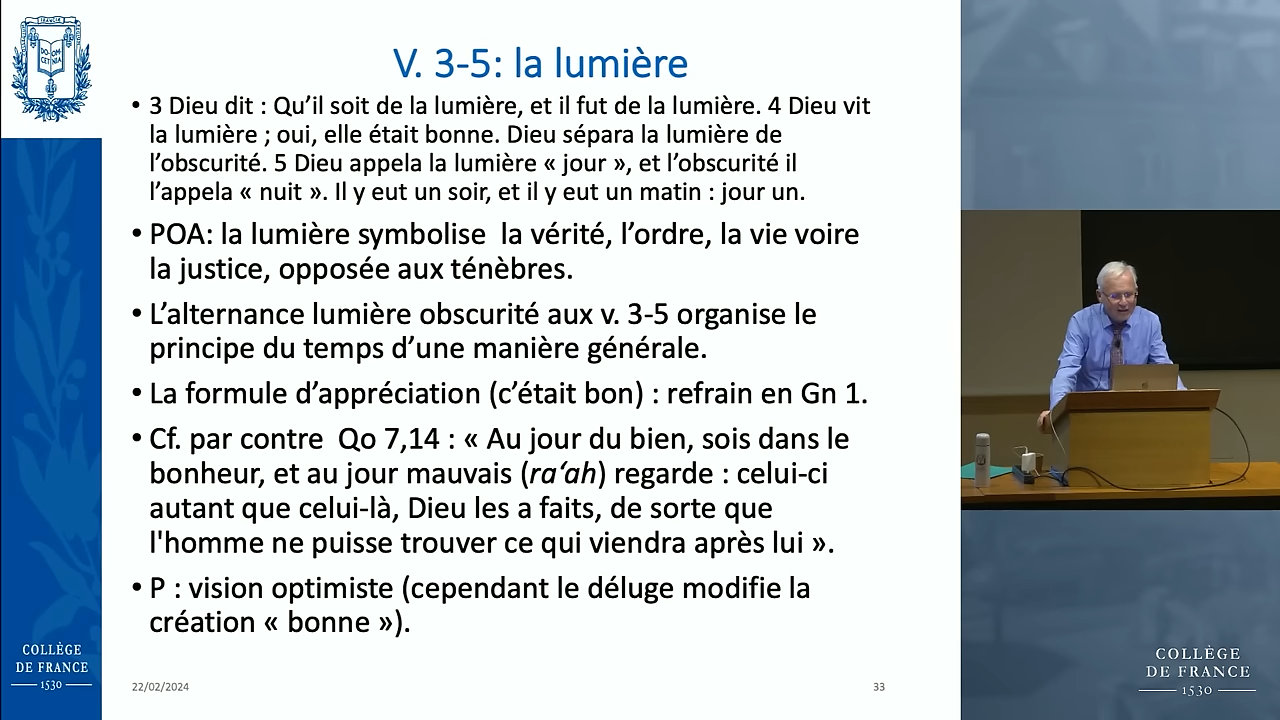 V. 3-5: la lumière
• 3 Dieu dit : Qu’il soit de la lumière, et il fut de la lumière. 4 Dieu vit
la lumière ; oui, elle était bonne. Dieu sépara la lumière de
l’obscurité. 5 Dieu appela la lumière « jour », et l’obscurité il
l’appela « nuit ». Il y eut un soir, et il y eut un matin : jour un.
• POA: la lumière symbolise la vérité, l’ordre, la vie voire
la justice, opposée aux ténèbres.
• L’alternance lumière obscurité aux v. 3-5 organise le
principe du temps d’une manière générale.
• La formule d’appréciation (c’était bon) : refrain en Gn 1.
• Cf. par contre Qo 7,14 : « Au jour du bien, sois dans le
bonheur, et au jour mauvais (ra‘ah) regarde : celui-ci
autant que celui-là, Dieu les a faits, de sorte que
l'homme ne puisse trouver ce qui viendra après lui ».
• P : vision optimiste (cependant le déluge modifie la
création « bonne »).
COLLÈGE
DE FRANCE
1530
22/02/2024
33
COLLÈGE
DE FRANCE
1530